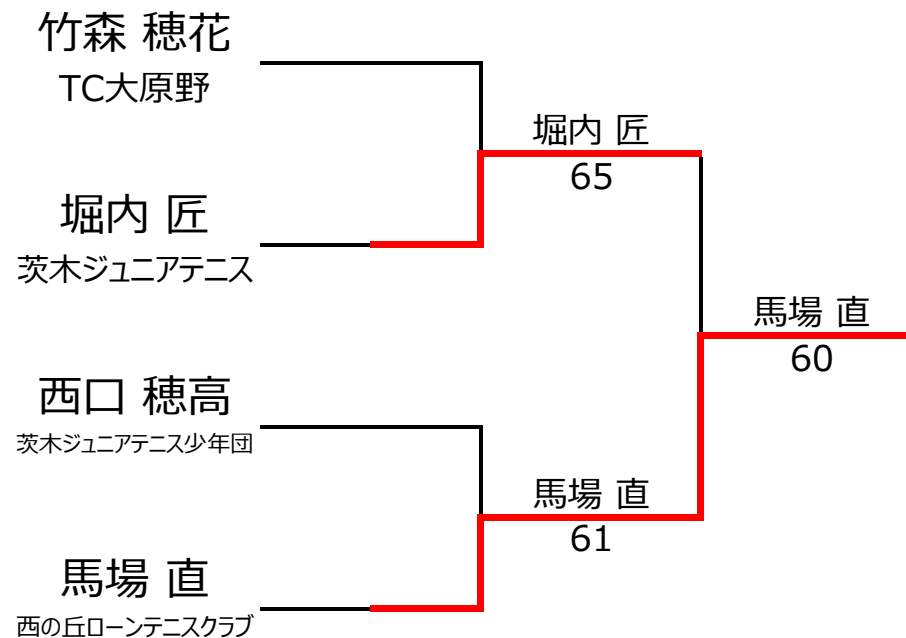 竹森 穂花
TC大原野
堀内 匠
65
堀内 匠
茨木ジュニアテニス
馬場 直
60
西口 穂高
茨木ジュニアテニス少年団
馬場 直
61
馬場 直
西の丘ローンテニスクラブ